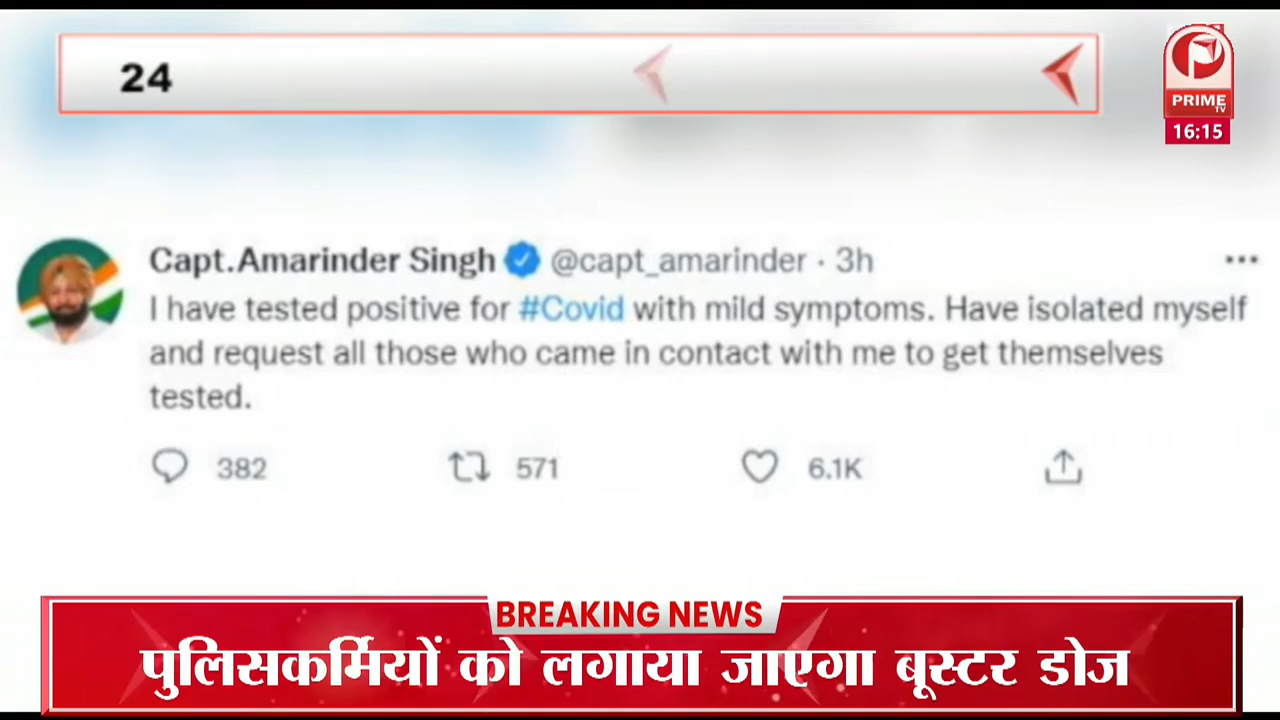 24
PRIME
TV
16:15
Capt.Amarinder Singh @capt_amarinder · 3h
I have tested positive for #Covid with mild symptoms. Have isolated myself
and request all those who came in contact with me to get themselves
tested.
382 571 6.1K
BREAKING NEWS
पुलिसकर्मियों को लगाया जाएगा बूस्टर डोज